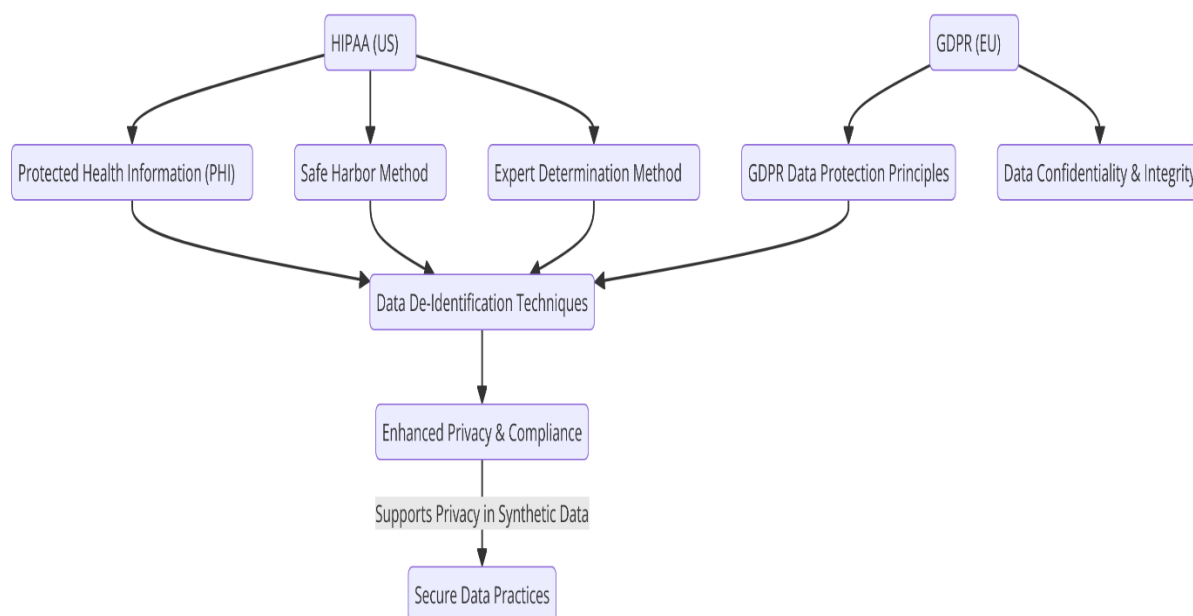 HIPAA (US)
GDPR (EU)
Protected Health Information (PHI)
Safe Harbor Method
Expert Determination Method
GDPR Data Protection Principles
Data Confidentiality & Integrity
Data De-Identification Techniques
Enhanced Privacy & Compliance
Supports Privacy in Synthetic Data
Secure Data Practices